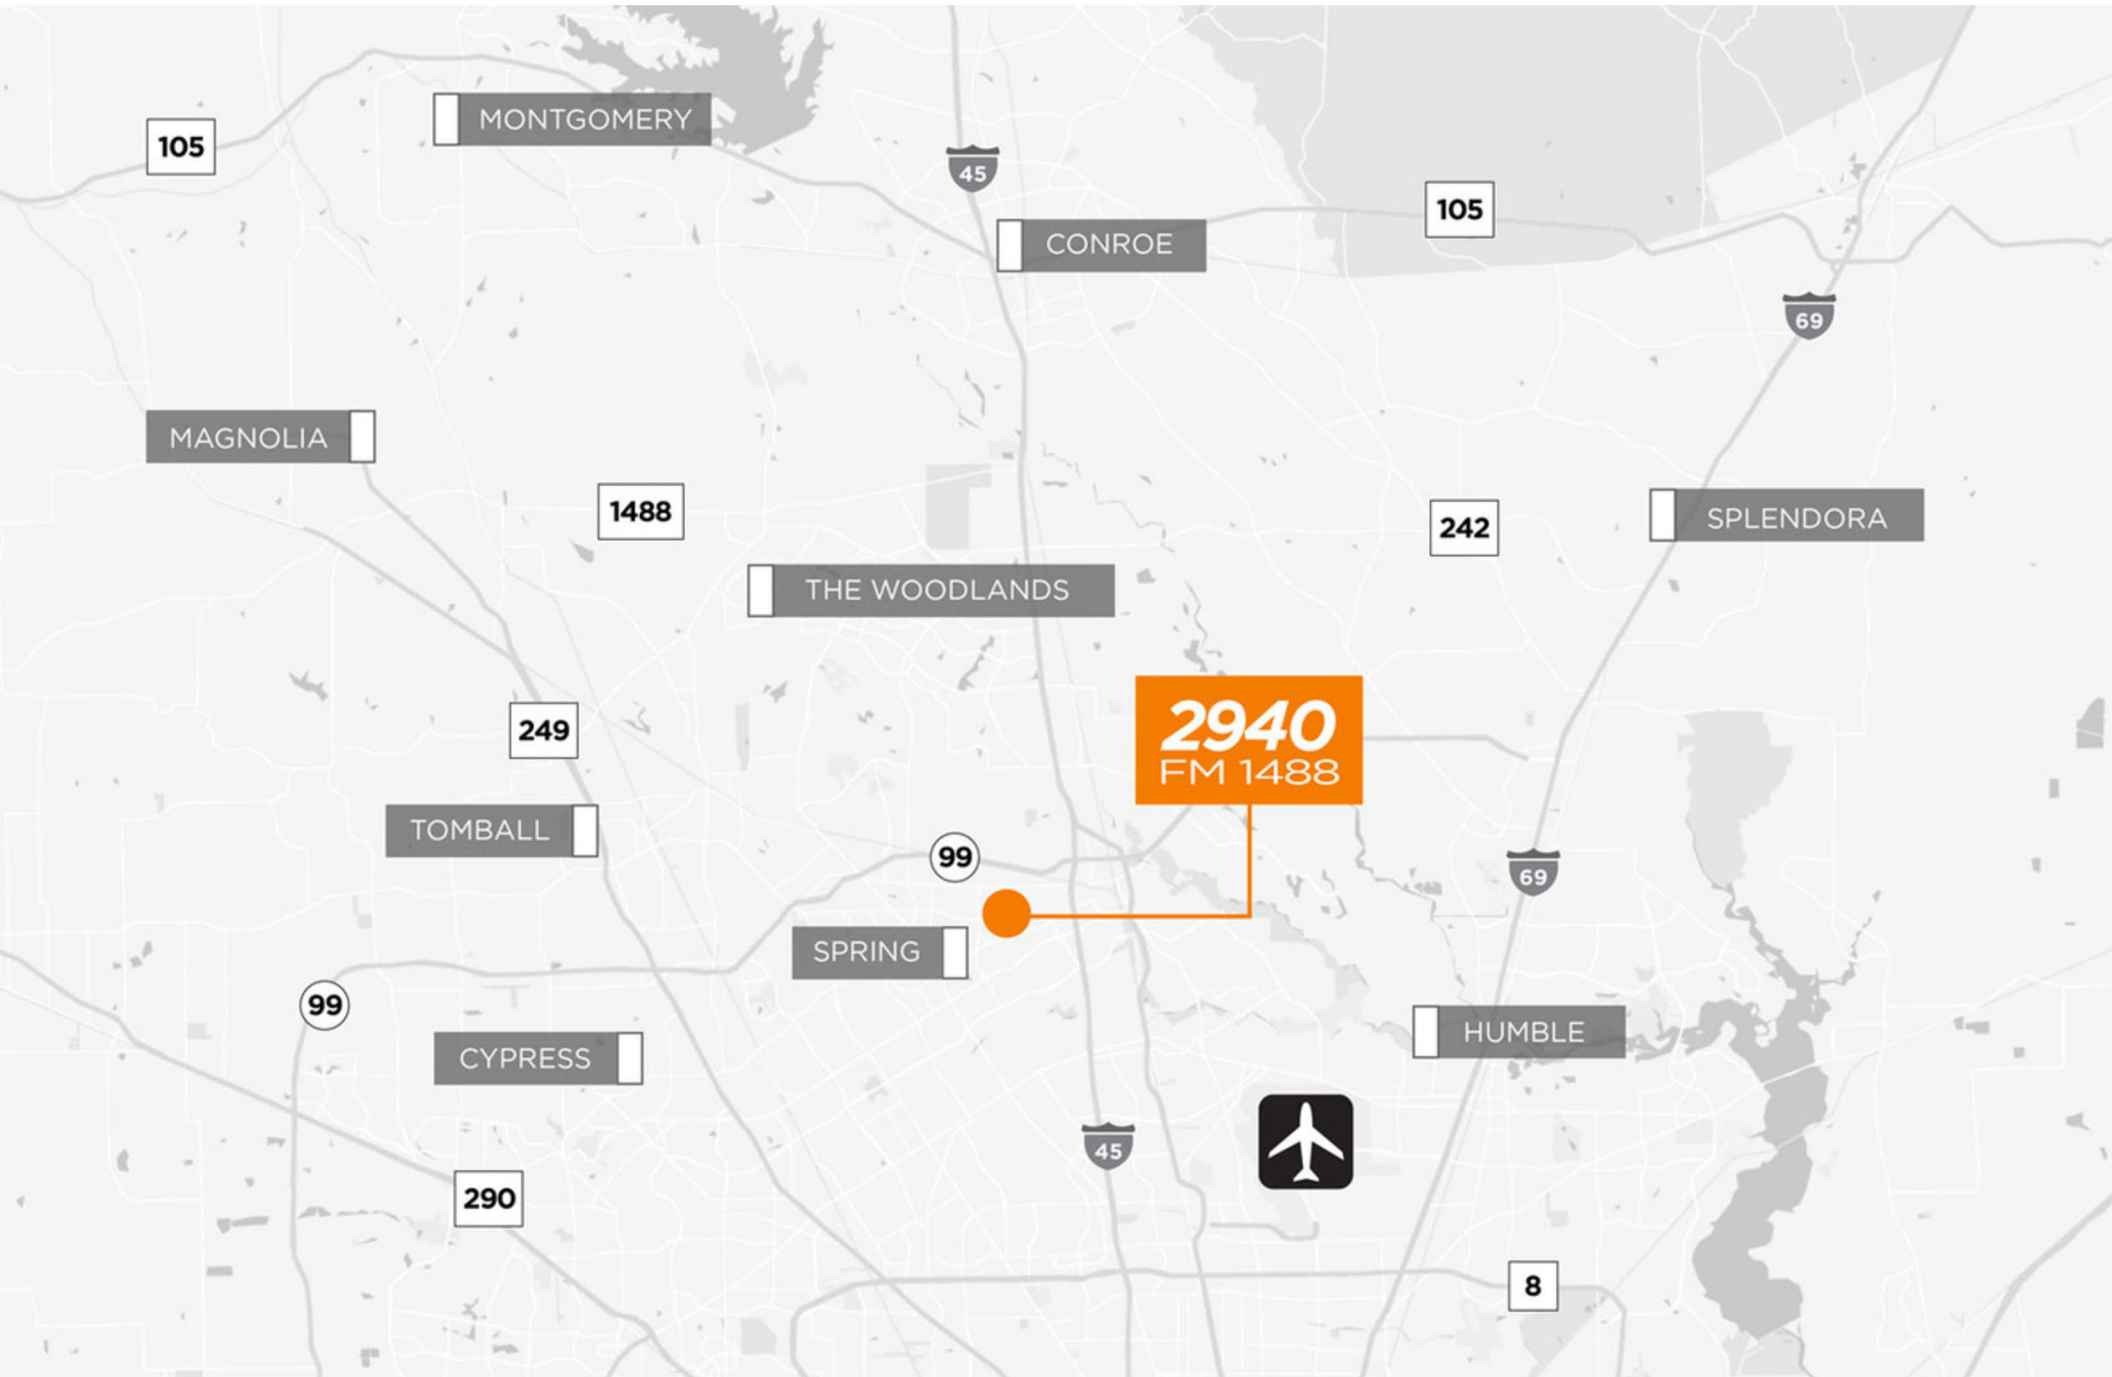 MONTGOMERY
105
45
105
CONROE
69
MAGNOLIA
1488
242
SPLENDORA
THE WOODLANDS
2940
FM 1488
249
TOMBALL
99
69
SPRING
99
HUMBLE
CYPRESS
45
290
8